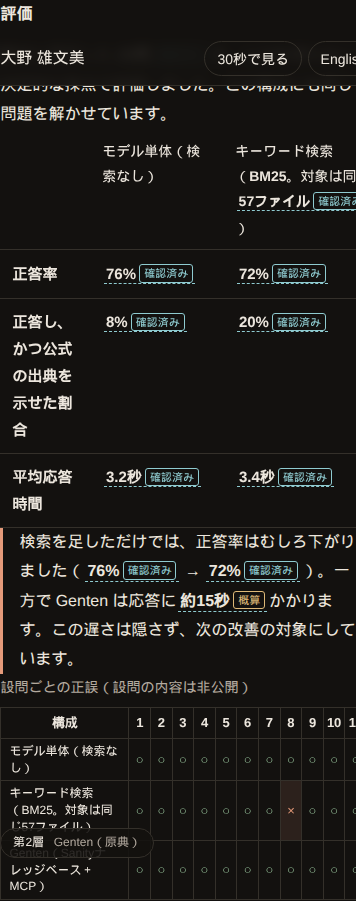 評価
大野 雄文美
30秒で見る
Englis
問題を解かせています。
モデル単体（検索なし）
キーワード検索（BM25。対象は同
57ファイル 確認済み
）
正答率 76% 確認済み 72% 確認済み
正答し、かつ公式の出典を示せた割合 8% 確認済み 20% 確認済み
平均応答時間 3.2秒 確認済み 3.4秒 確認済み
検索を足しただけでは、正答率はむしろ下がり
ました（ 76% 確認済み → 72% 確認済み ）。一
方で Genten は応答に 約15秒 概算 かかりま
す。この遅さは隠さず、次の改善の対象にして
います。
設問ごとの正誤（設問の内容は非公開）
構成 1 2 3 4 5 6 7 8 9 10 1
モデル単体（検索なし） ○ ○ ○ ○ ○ ○ ○ ○ ○ ○
キーワード検索（BM25。対象は同じ57ファイル） ○ ○ ○ ○ ○ ○ ○ × ○ ○
第2層 Genten（原典）
Genten（Sanityナ
レッジベース + MCP） ○ ○ ○ ○ ○ ○ ○ ○ ○ ○